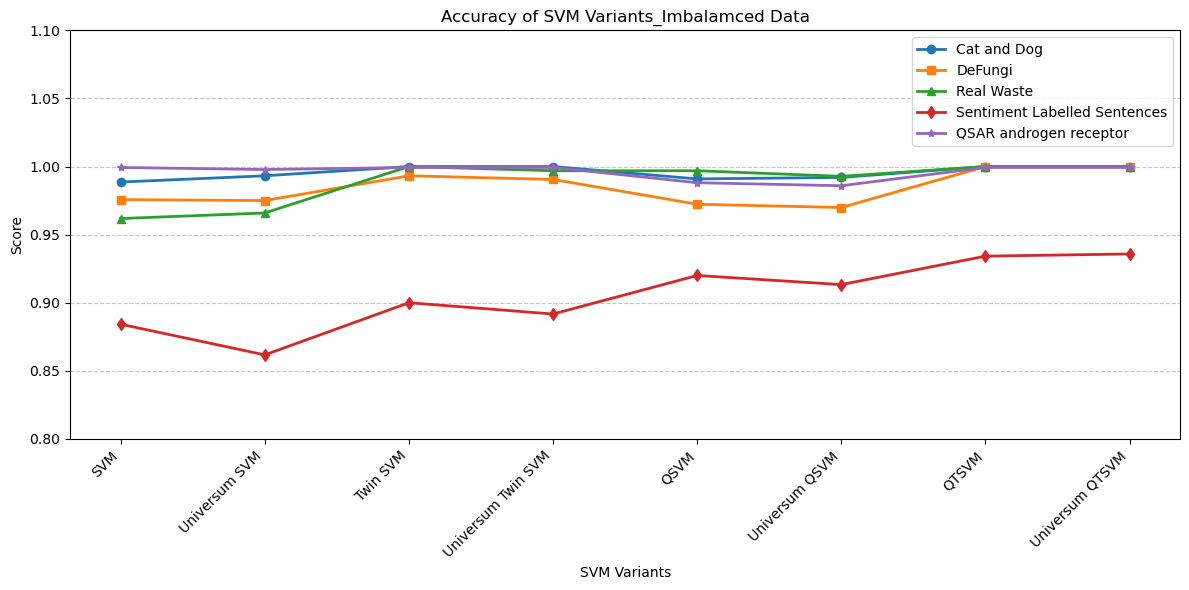 Accuracy of SVM Variants_Imbalamced Data
1.10
1.05
1.00
0.95
0.90
0.85
0.80
Score
Cat and Dog
DeFungi
Real Waste
Sentiment Labelled Sentences
QSAR androgen receptor
SVM
Universum SVM
Twin SVM
Universum Twin SVM
QSVM
Universum QSVM
QTSVM
Universum QTSVM
SVM Variants